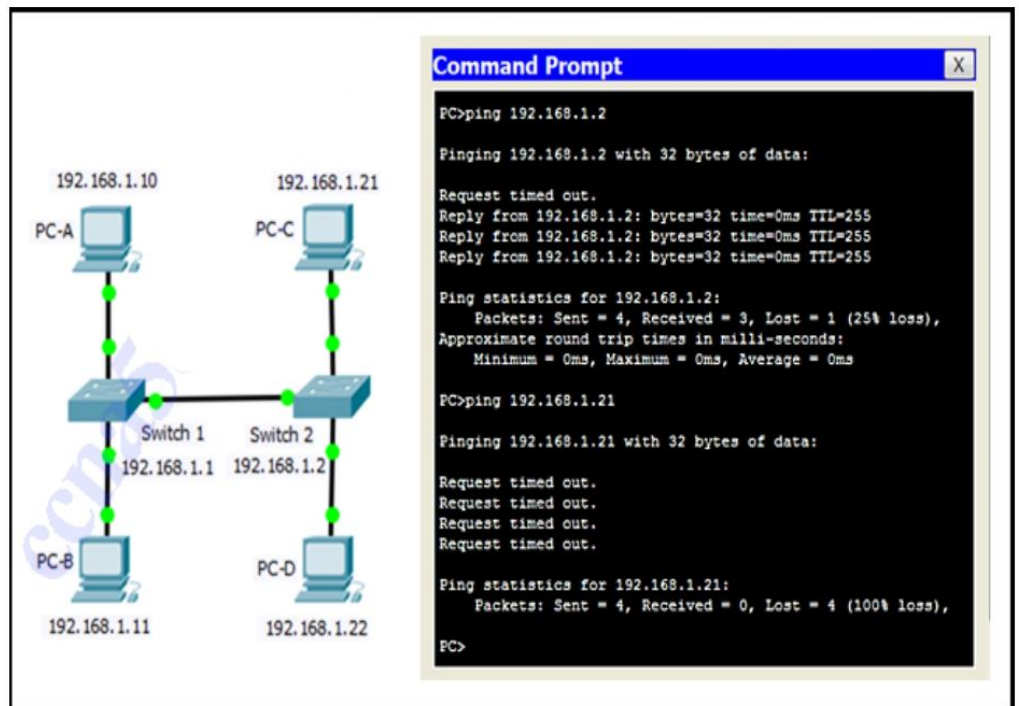 192.168.1.10
192.168.1.21
PC-A
PC-C
Switch 1
Switch 2
192.168.1.1
192.168.1.2
PC-B
PC-D
192.168.1.11
192.168.1.22
ccna5
Command Prompt
X
PC>ping 192.168.1.2
Pinging 192.168.1.2 with 32 bytes of data:
Request timed out.
Reply from 192.168.1.2: bytes=32 time=0ms TTL=255
Reply from 192.168.1.2: bytes=32 time=0ms TTL=255
Reply from 192.168.1.2: bytes=32 time=0ms TTL=255
Ping statistics for 192.168.1.2:
Packets: Sent = 4, Received = 3, Lost = 1 (25% loss),
Approximate round trip times in milli-seconds:
Minimum = 0ms, Maximum = 0ms, Average = 0ms
PC>ping 192.168.1.21
Pinging 192.168.1.21 with 32 bytes of data:
Request timed out.
Request timed out.
Request timed out.
Request timed out.
Ping statistics for 192.168.1.21:
Packets: Sent = 4, Received = 0, Lost = 4 (100% loss),
PC>